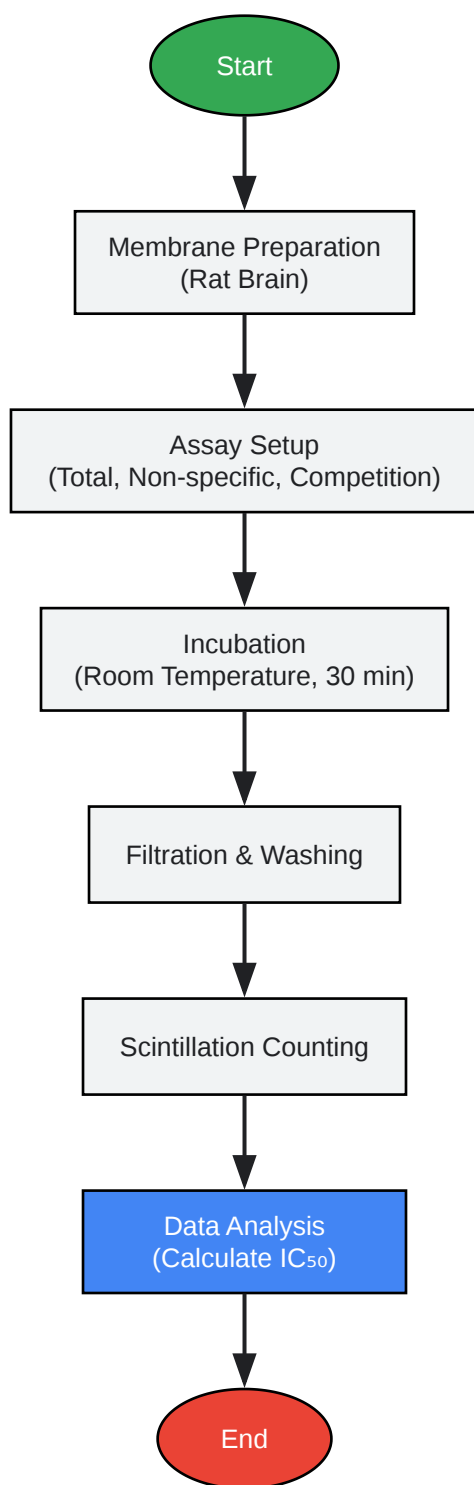 Start
Membrane Preparation
(Rat Brain)
Assay Setup
(Total, Non-specific, Competition)
Incubation
(Room Temperature, 30 min)
Filtration & Washing
Scintillation Counting
Data Analysis
(Calculate IC₅₀)
End